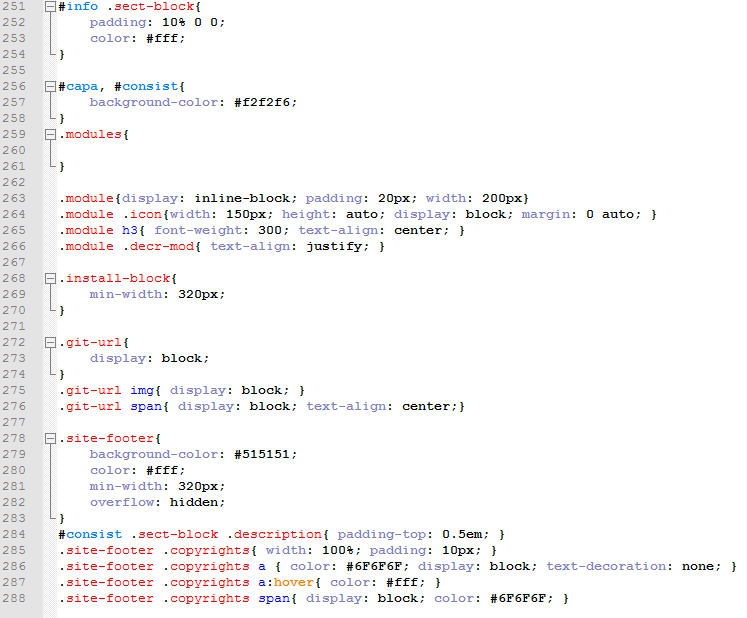 251 #info .sect-block{
252     padding: 10% 0 0;
253     color: #fff;
254 }
255
256 #capa, #consist{
257     background-color: #f2f2f6;
258 }
259 .modules{
260
261 }
262
263 .module{display: inline-block; padding: 20px; width: 200px}
264 .module .icon{width: 150px; height: auto; display: block; margin: 0 auto; }
265 .module h3{ font-weight: 300; text-align: center; }
266 .module .decr-mod{ text-align: justify; }
267
268 .install-block{
269     min-width: 320px;
270 }
271
272 .git-url{
273     display: block;
274 }
275 .git-url img{ display: block; }
276 .git-url span{ display: block; text-align: center;}
277
278 .site-footer{
279     background-color: #515151;
280     color: #fff;
281     min-width: 320px;
282     overflow: hidden;
283 }
284 #consist .sect-block .description{ padding-top: 0.5em; }
285 .site-footer .copyrights{ width: 100%; padding: 10px; }
286 .site-footer .copyrights a { color: #6F6F6F; display: block; text-decoration: none; }
287 .site-footer .copyrights a:hover{ color: #fff; }
288 .site-footer .copyrights span{ display: block; color: #6F6F6F; }